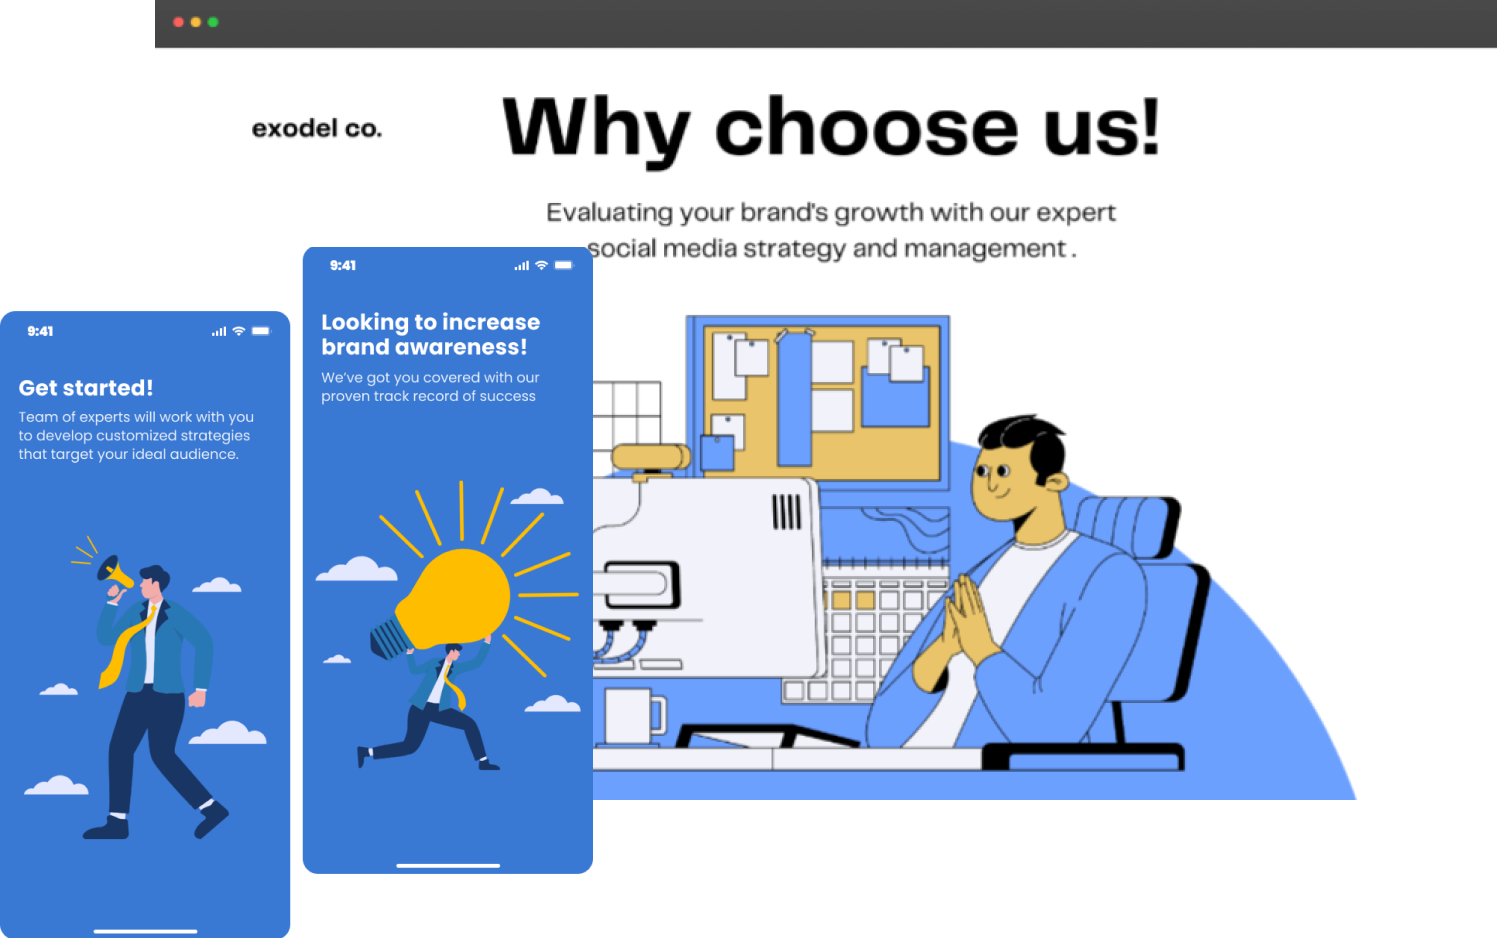 exodel co.
Why choose us!
Evaluating your brand's growth with our expert
social media strategy and management .
9:41
Looking to increase
brand awareness!
We've got you covered with our
proven track record of success
9:41
Get started!
Team of experts will work with you
to develop customized strategies
that target your ideal audience.